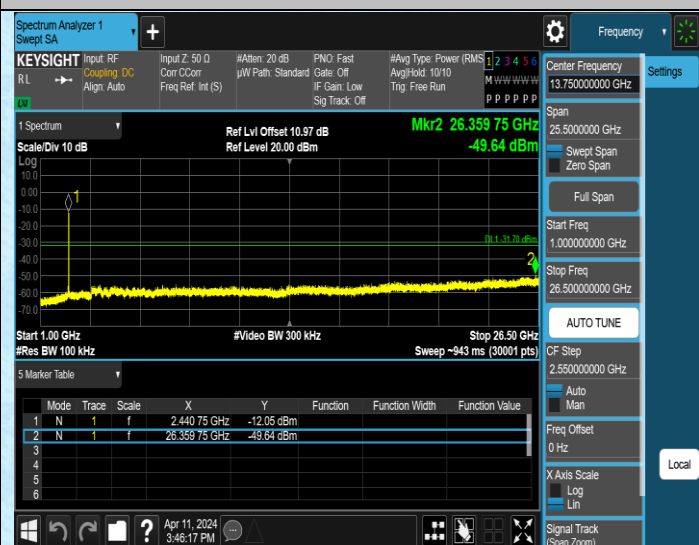 Spectrum Analyzer 1
Swept SA
+
Frequency
KEYSIGHT
RL
LXI
Input: RF
Coupling: DC
Align: Auto
Input Z: 50 Ω
Corr CCorr
Freq Ref: Int (S)
#Atten: 20 dB
µW Path: Standard
PNO: Fast
Gate: Off
IF Gain: Low
Sig Track: Off
#Avg Type: Power (RMS
Avg|Hold: 10/10
Trig: Free Run
1 2 3 4 5 6
M W W W W W
P P P P P P
1 Spectrum
Scale/Div 10 dB
Ref Lvl Offset 10.97 dB
Ref Level 20.00 dBm
Mkr2 26.359 75 GHz
-49.64 dBm
Log
10.0
0.00
-10.0
-20.0
-30.0
-40.0
-50.0
-60.0
-70.0
1
DL1 -31.70 dBm
2
Start 1.00 GHz
#Res BW 100 kHz
#Video BW 300 kHz
Stop 26.50 GHz
Sweep ~943 ms (30001 pts)
5 Marker Table
Mode Trace Scale X Y Function Function Width Function Value
1 N 1 f 2.440 75 GHz -12.05 dBm
2 N 1 f 26.359 75 GHz -49.64 dBm
3
4
5
6
?
Apr 11, 2024
3:46:17 PM
Center Frequency
13.750000000 GHz
Span
25.5000000 GHz
Swept Span
Zero Span
Full Span
Start Freq
1.000000000 GHz
Stop Freq
26.500000000 GHz
AUTO TUNE
CF Step
2.550000000 GHz
Auto
Man
Freq Offset
0 Hz
X Axis Scale
Log
Lin
Signal Track
(Span Zoom)
Settings
Local